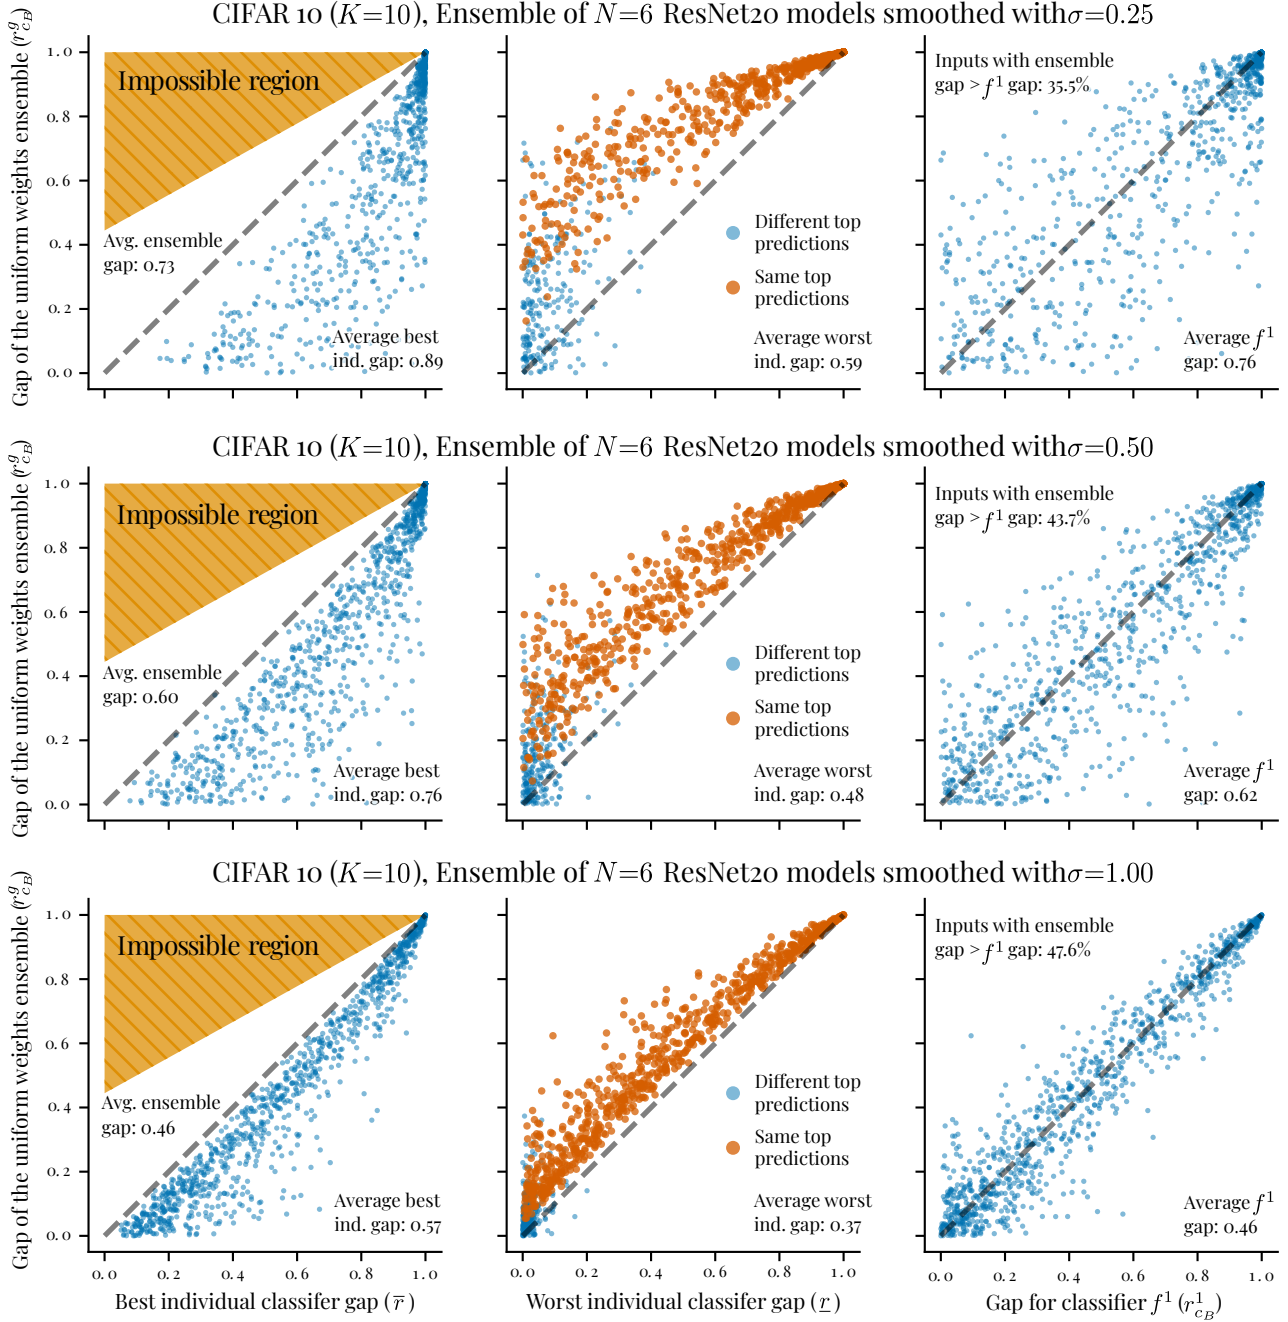 CIFAR 10 (K=10), Ensemble of N=6 ResNet20 models smoothed withσ=0.25
Gap of the uniform weights ensemble (r^g_{c_B})
1.0
0.8
0.6
0.4
0.2
0.0
Impossible region
Avg. ensemble
gap: 0.73
Average best
ind. gap: 0.89
Different top
predictions
Same top
predictions
Average worst
ind. gap: 0.59
Inputs with ensemble
gap > f^1 gap: 35.5%
Average f^1
gap: 0.76
CIFAR 10 (K=10), Ensemble of N=6 ResNet20 models smoothed withσ=0.50
Gap of the uniform weights ensemble (r^g_{c_B})
1.0
0.8
0.6
0.4
0.2
0.0
Impossible region
Avg. ensemble
gap: 0.60
Average best
ind. gap: 0.76
Different top
predictions
Same top
predictions
Average worst
ind. gap: 0.48
Inputs with ensemble
gap > f^1 gap: 43.7%
Average f^1
gap: 0.62
CIFAR 10 (K=10), Ensemble of N=6 ResNet20 models smoothed withσ=1.00
Gap of the uniform weights ensemble (r^g_{c_B})
1.0
0.8
0.6
0.4
0.2
0.0
Impossible region
Avg. ensemble
gap: 0.46
Average best
ind. gap: 0.57
0.0 0.2 0.4 0.6 0.8 1.0
Best individual classifer gap (r̅)
Different top
predictions
Same top
predictions
Average worst
ind. gap: 0.37
0.0 0.2 0.4 0.6 0.8 1.0
Worst individual classifer gap (r̲)
Inputs with ensemble
gap > f^1 gap: 47.6%
Average f^1
gap: 0.46
0.0 0.2 0.4 0.6 0.8 1.0
Gap for classifier f^1 (r^1_{c_B})